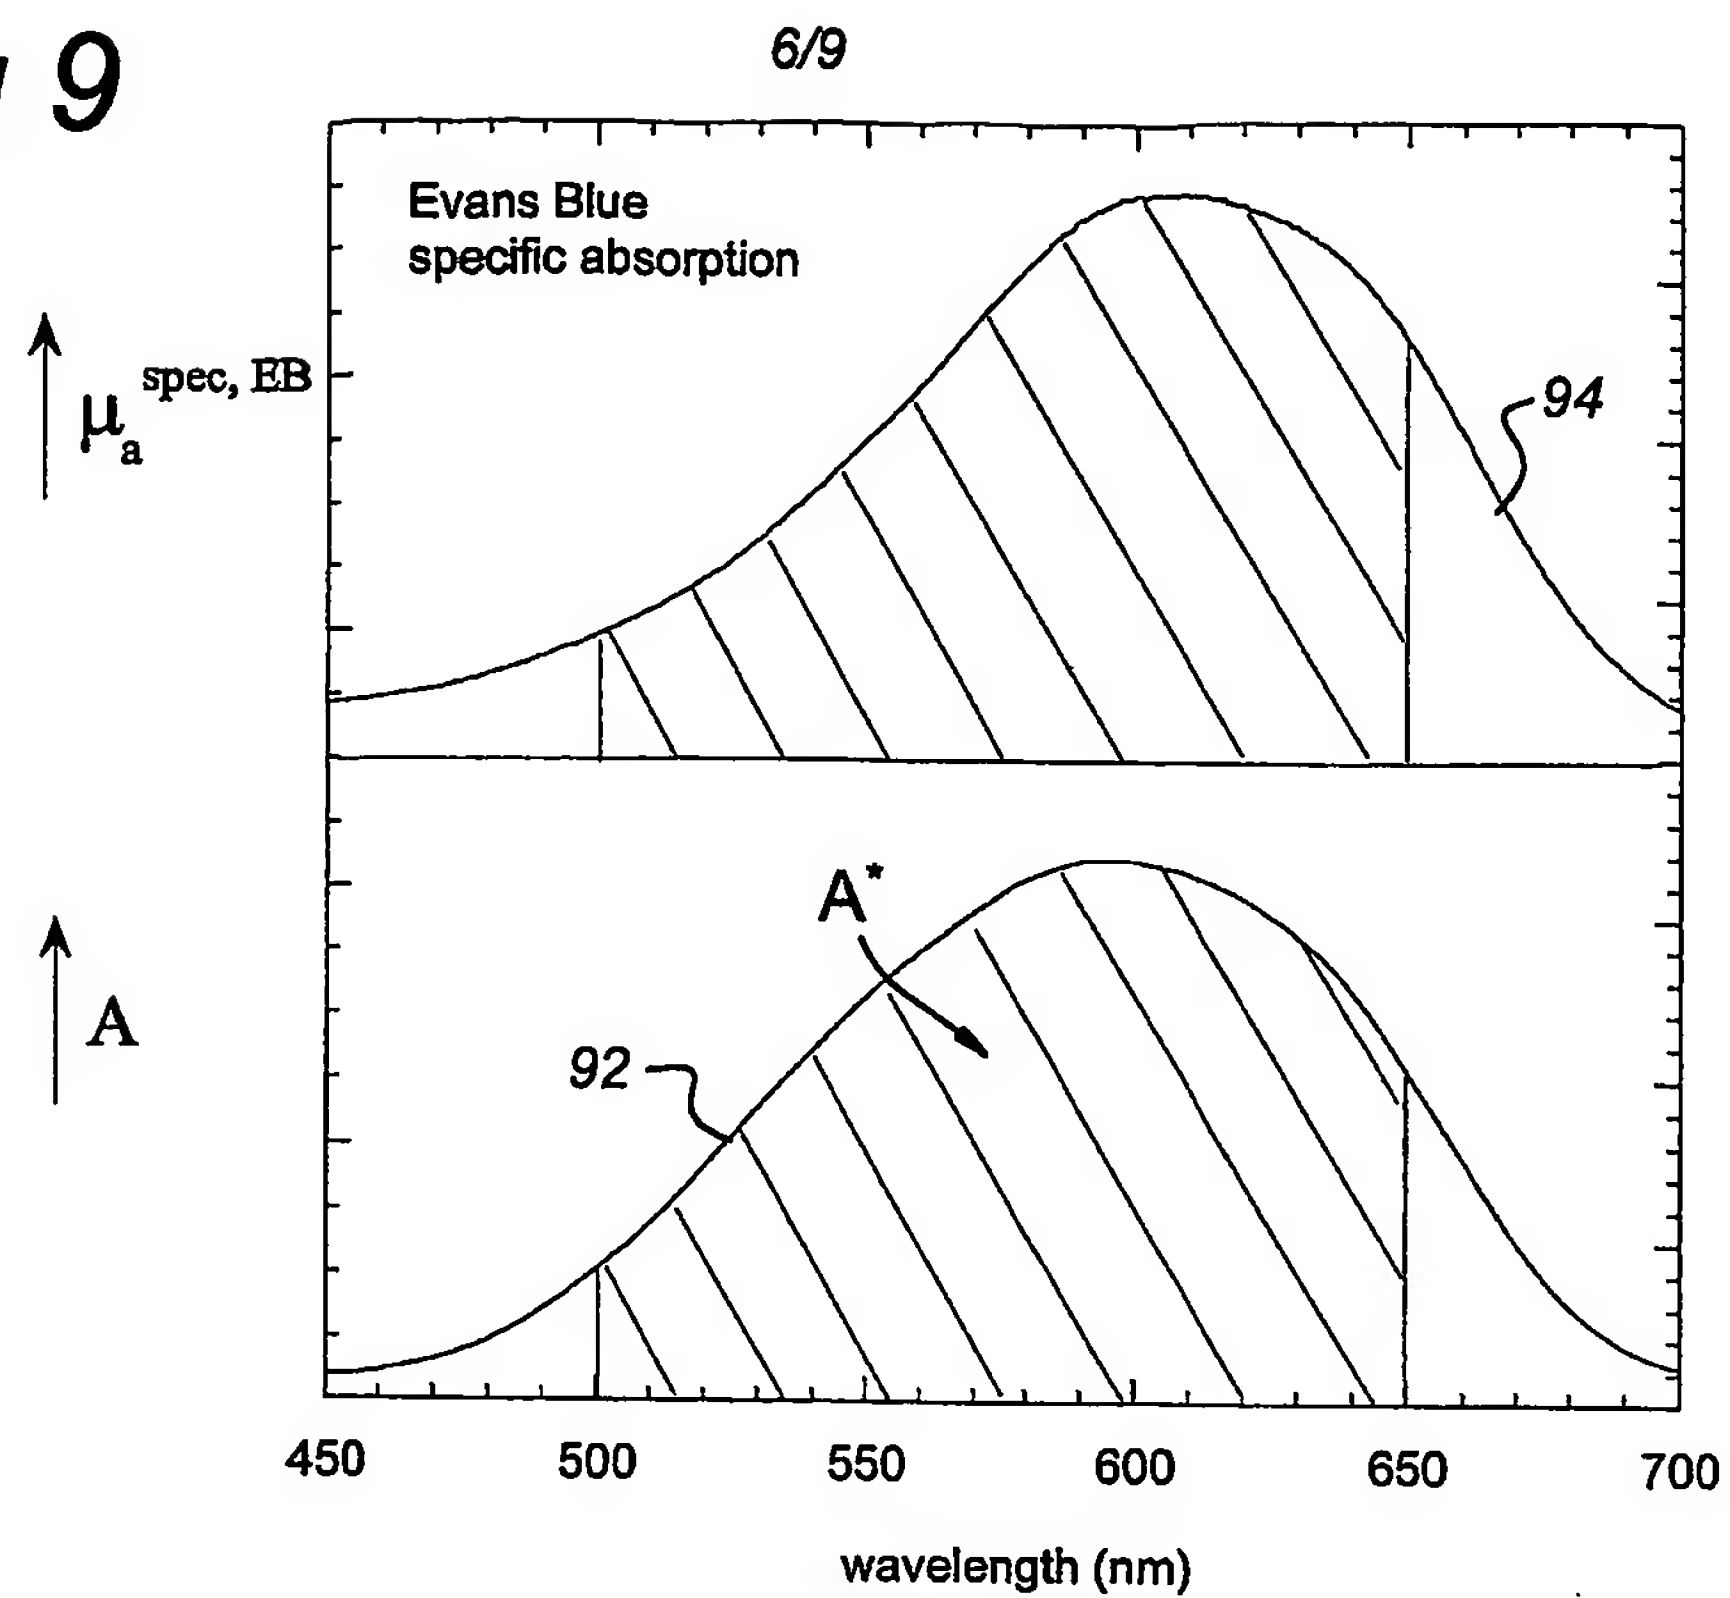 9
6/9
Evans Blue
specific absorption
μa spec, EB
94
A*
92
A
450 500 550 600 650 700
wavelength (nm)